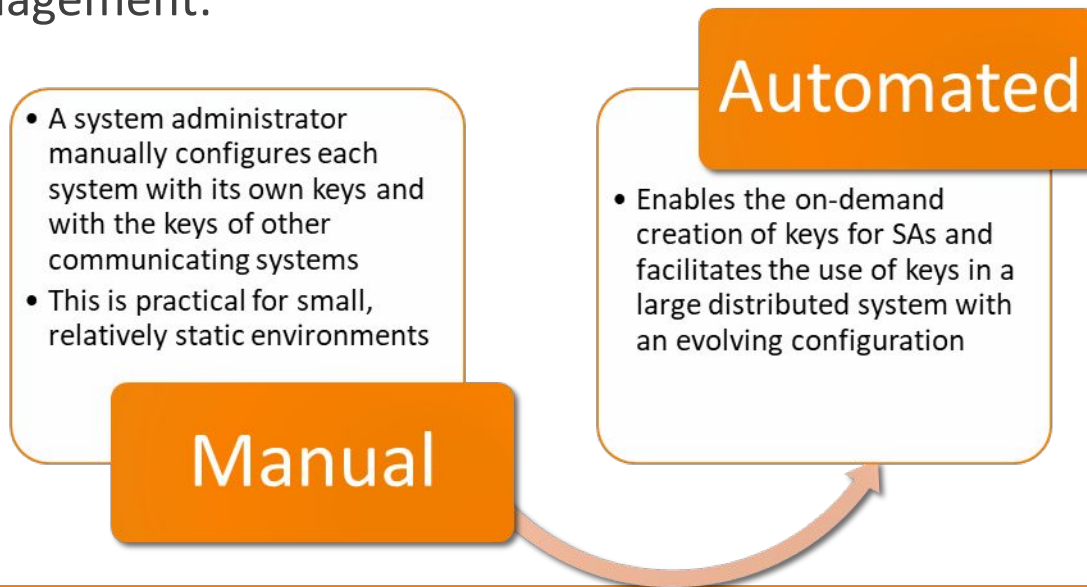 • A system administrator
manually configures each
system with its own keys and
with the keys of other
communicating systems
• This is practical for small,
relatively static environments
Manual
Automated
• Enables the on-demand
creation of keys for SAs and
facilitates the use of keys in a
large distributed system with
an evolving configuration